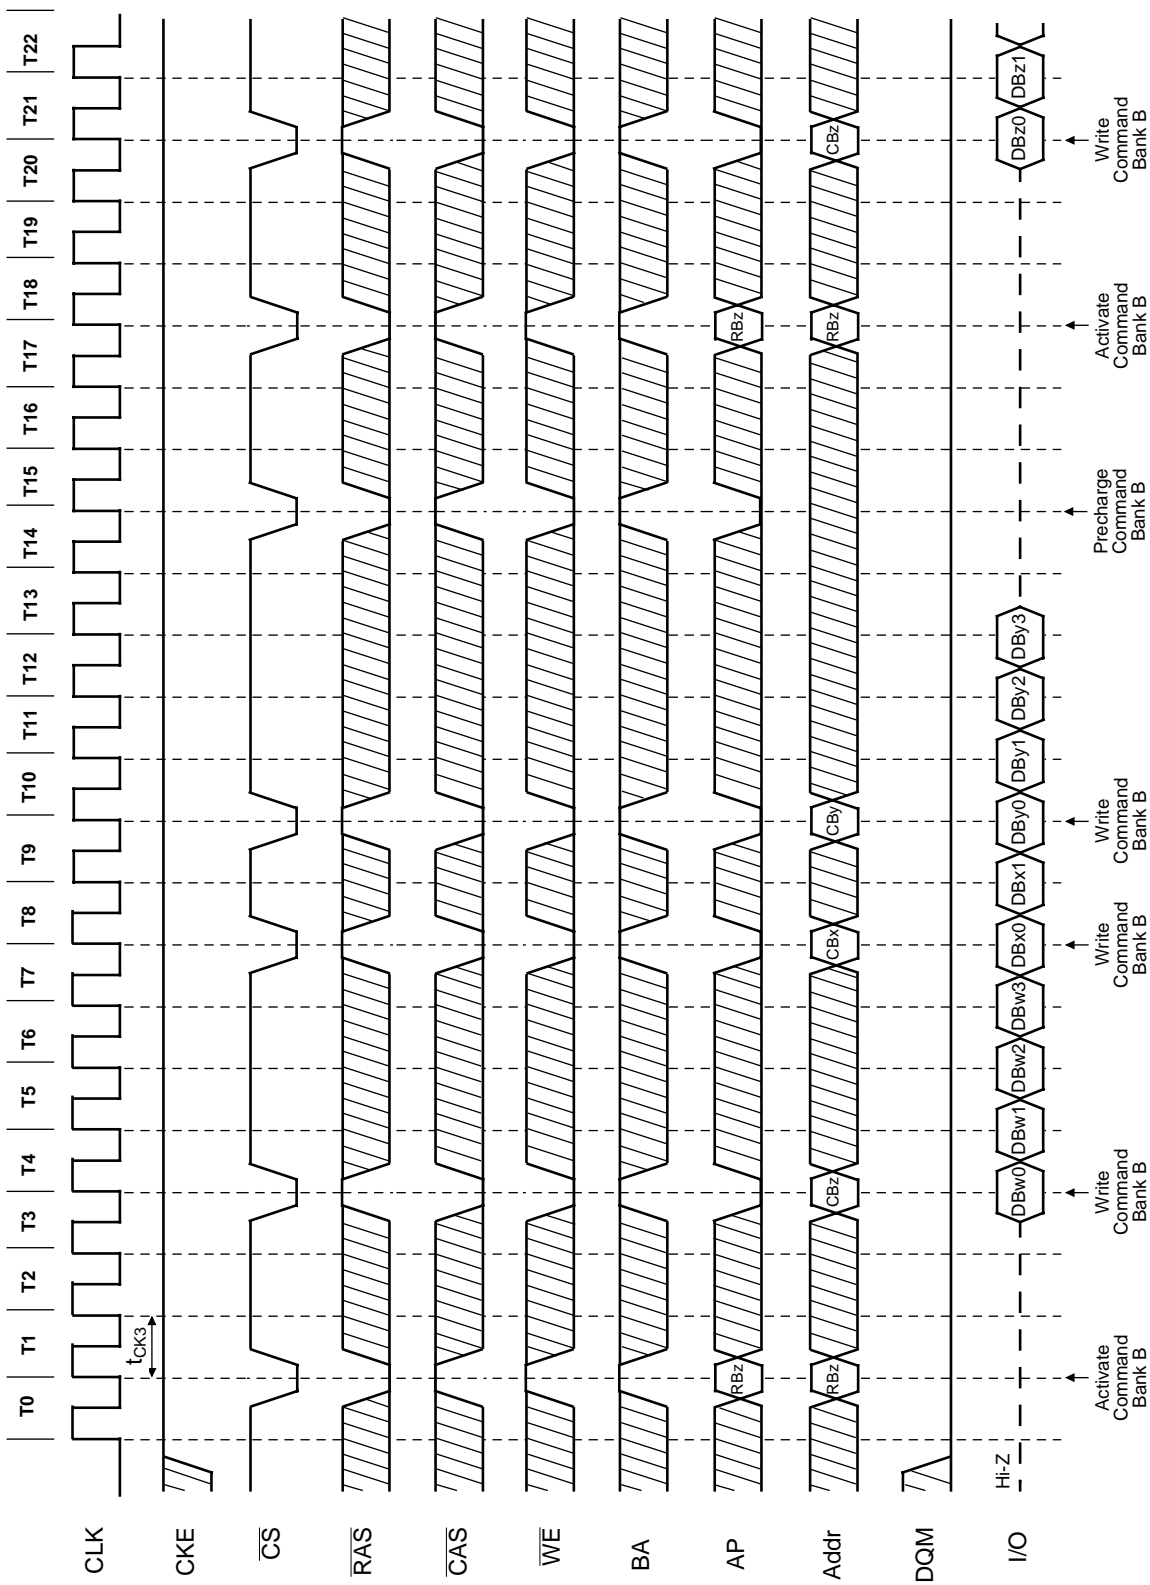 T0 T1 T2 T3 T4 T5 T6 T7 T8 T9 T10 T11 T12 T13 T14 T15 T16 T17 T18 T19 T20 T21 T22
CLK
tCK3
CKE
CS
RAS
CAS
WE
BA
AP
RBz RBz
Addr
RBz CBz CBx CBy RBz CBz
DQM
Hi-Z
I/O
DBw0 DBw1 DBw2 DBw3 DBx0 DBx1 DBy0 DBy1 DBy2 DBy3 DBz0 DBz1
Activate
Command
Bank B
Write
Command
Bank B
Write
Command
Bank B
Write
Command
Bank B
Precharge
Command
Bank B
Activate
Command
Bank B
Write
Command
Bank B